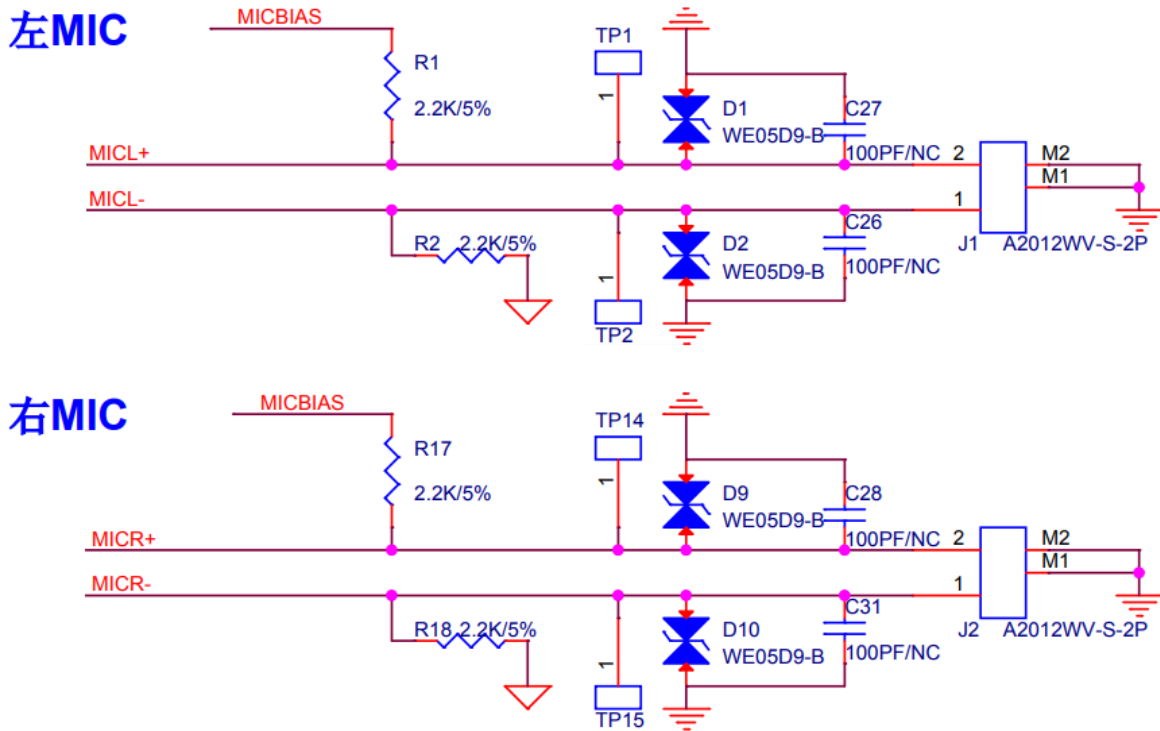 左MIC
MICBIAS
R1
2.2K/5%
TP1
1
D1
WE05D9-B
C27
100PF/NC
MICL+
2
M2
M1
MICL-
1
J1
A2012WV-S-2P
R2
2.2K/5%
1
TP2
D2
WE05D9-B
C26
100PF/NC
右MIC
MICBIAS
R17
2.2K/5%
TP14
1
D9
WE05D9-B
C28
100PF/NC
MICR+
2
M2
M1
MICR-
1
J2
A2012WV-S-2P
R18
2.2K/5%
1
TP15
D10
WE05D9-B
C31
100PF/NC